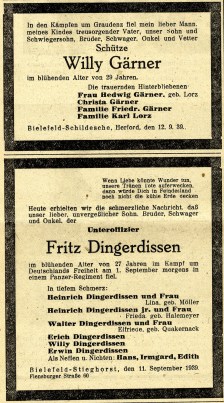 In den Kämpfen um Graudenz fiel mein lieber Mann,
meines Kindes treusorgender Vater, unser Sohn und
Schwiegersohn, Bruder, Schwager, Onkel und Vetter
Schütze
Willy Gärner
im blühenden Alter von 29 Jahren.
Die trauernden Hinterbliebenen
Frau Hedwig Gärner, geb. Lorz
Christa Gärner
Familie Friedr. Gärner
Familie Karl Lorz
Bielefeld-Schildesche, Herford, den 12. 9. 39.
Wenn Liebe könnte Wunder tun,
unsere Tränen Tote auferwecken,
dann würde Dich in Feindesland
noch nicht die kühle Erde decken
Heute erhielten wir die schmerzliche Nachricht, daß
unser lieber, unvergeßlicher Sohn, Bruder, Schwager
und Onkel, der
Unteroffizier
Fritz Dingerdissen
im blühenden Alter von 27 Jahren im Kampf um
Deutschlands Freiheit am 1. September morgens in
einem Panzer-Regiment fiel.
In tiefem Schmerz:
Heinrich Dingerdissen und Frau
Lina, geb. Möller
Heinrich Dingerdissen jr. und Frau
Frieda, geb. Halemeyer
Walter Dingerdissen und Frau
Elfriede, geb. Quakernack
Erich Dingerdissen
Willy Dingerdissen
Erwin Dingerdissen
Als Neffen u. Nichten: Hans, Irmgard, Edith
Bielefeld-Stieghorst, den 11. September 1939
Flensburger Straße 60